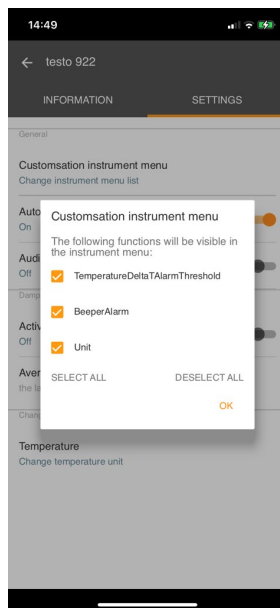 14:49
testo 922
INFORMATION SETTINGS
General
Customsation instrument menu
Change instrument menu list
Auto
On
Customsation instrument menu
The following functions will be visible in
the instrument menu:
TemperatureDeltaTAlarmThreshold
BeeperAlarm
Unit
SELECT ALL DESELECT ALL
OK
Audi
Off
Damp
Activ
Off
Aver
the la
Chan
Temperature
Change temperature unit